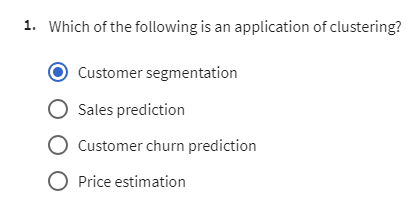 1. Which of the following is an application of clustering?
Customer segmentation
Sales prediction
Customer churn prediction
Price estimation